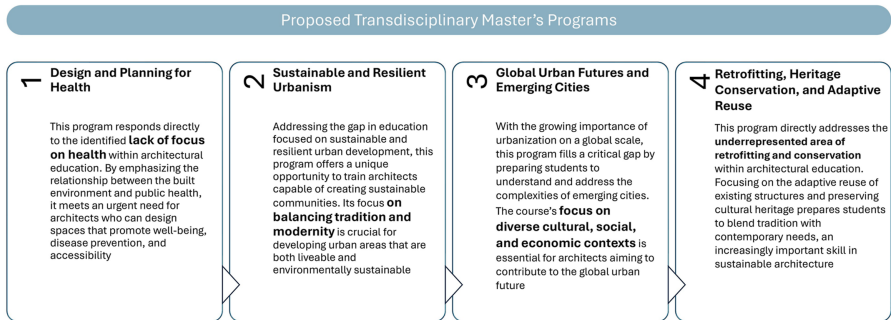 Proposed Transdisciplinary Master's Programs
1
Design and Planning for
Health
This program responds directly
to the identified lack of focus
on health within architectural
education. By emphasizing the
relationship between the built
environment and public health,
it meets an urgent need for
architects who can design
spaces that promote well-being,
disease prevention, and
accessibility
2
Sustainable and Resilient
Urbanism
Addressing the gap in education
focused on sustainable and
resilient urban development, this
program offers a unique
opportunity to train architects
capable of creating sustainable
communities. Its focus on
balancing tradition and
modernity is crucial for
developing urban areas that are
both liveable and
environmentally sustainable
3
Global Urban Futures and
Emerging Cities
With the growing importance of
urbanization on a global scale,
this program fills a critical gap by
preparing students to
understand and address the
complexities of emerging cities.
The course's focus on
diverse cultural, social,
and economic contexts is
essential for architects aiming to
contribute to the global urban
future
4
Retrofitting, Heritage
Conservation, and Adaptive
Reuse
This program directly addresses the
underrepresented area of
retrofitting and conservation
within architectural education.
Focusing on the adaptive reuse of
existing structures and preserving
cultural heritage prepares students
to blend tradition with
contemporary needs, an
increasingly important skill in
sustainable architecture